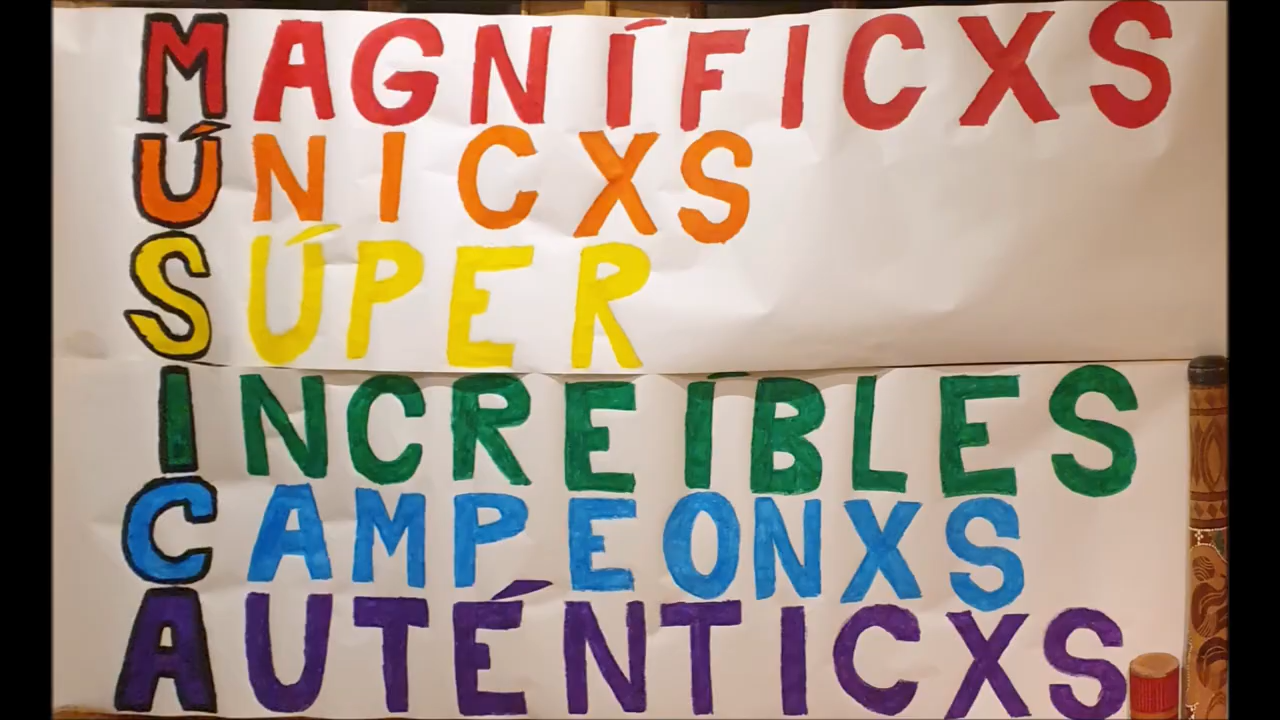 MAGNÍFICXS
ÚNICXS
SÚPER
INCREÍBLES
CAMPEONXS
AUTÉNTICXS